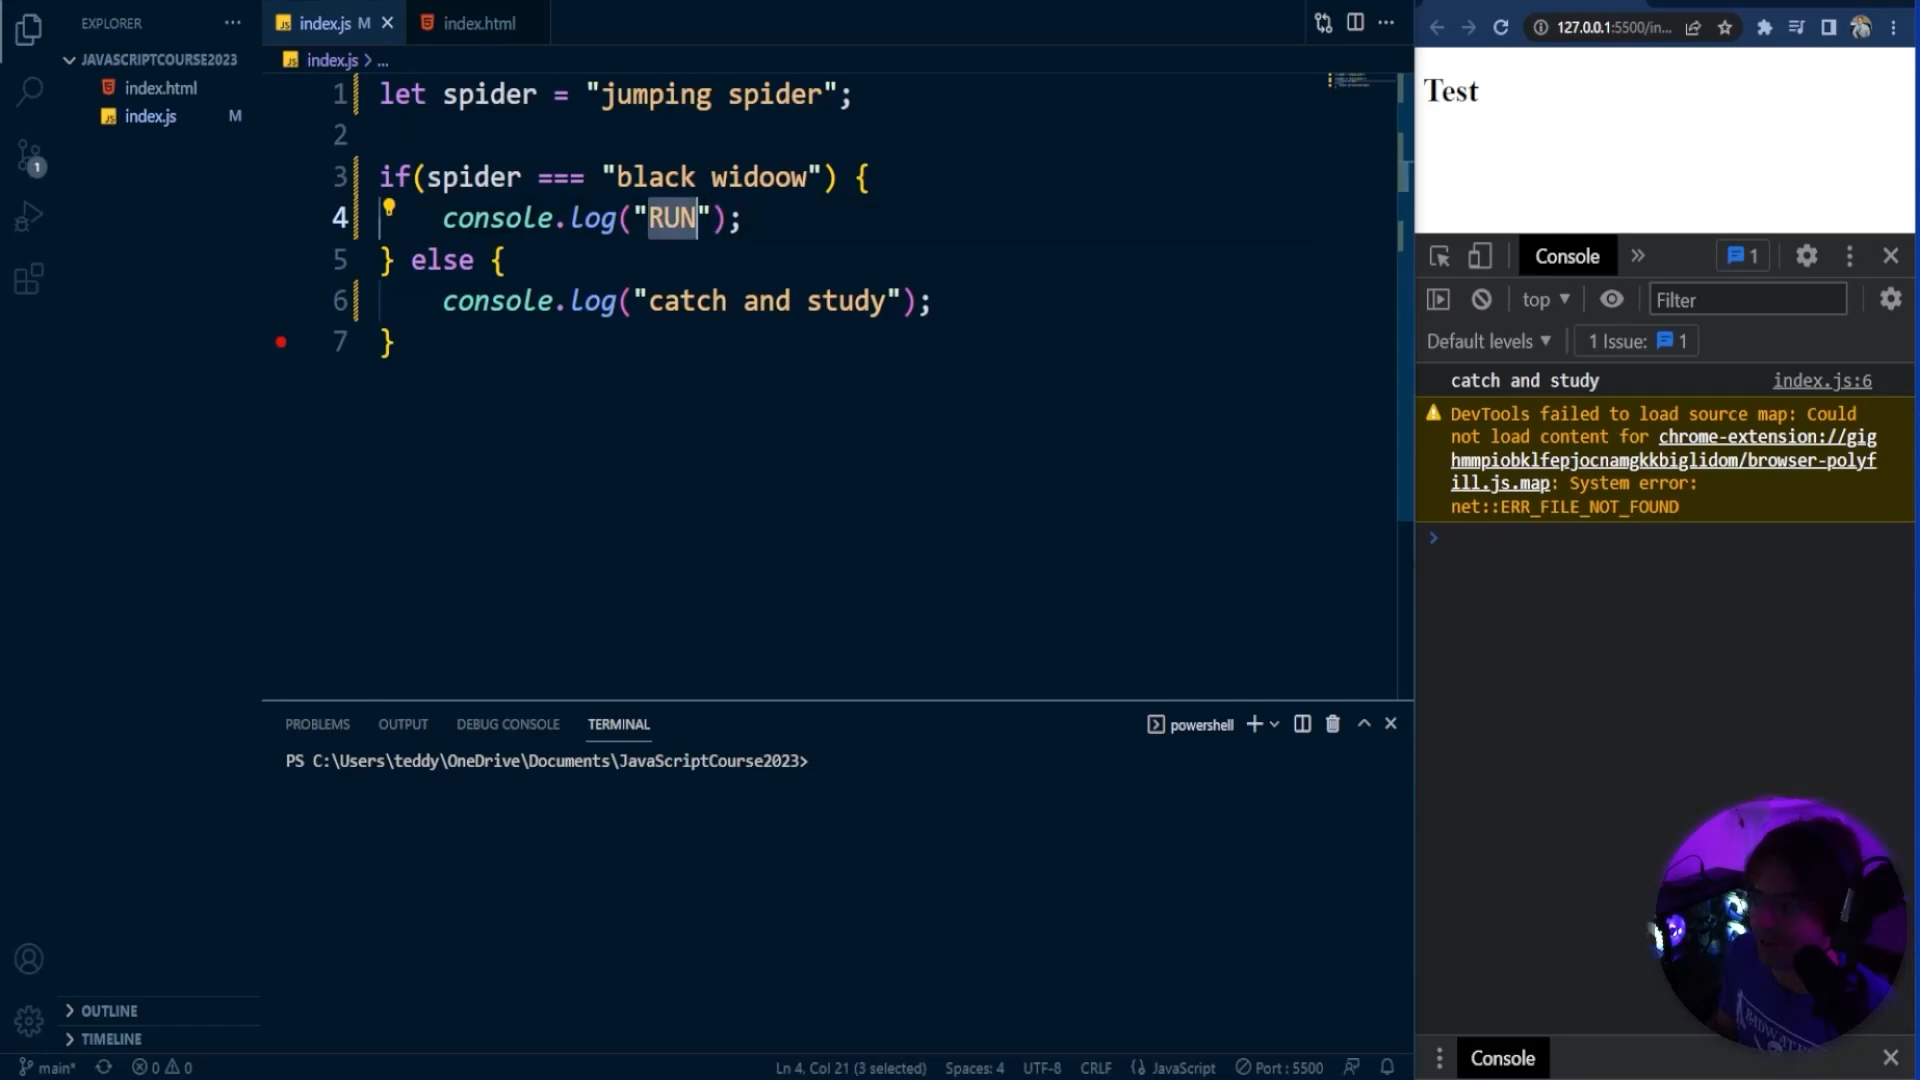 EXPLORER
index.js M
index.html
127.0.0.1:5500/in...
JAVASCRIPTCOURSE2023
index.html
index.js M
index.js > ...
1 let spider = "jumping spider";
2
3 if(spider === "black widoow") {
4 console.log("RUN");
5 } else {
6 console.log("catch and study");
7 }
1
Test
Console
1
top
Filter
Default levels
1 Issue: 1
catch and study index.js:6
DevTools failed to load source map: Could
not load content for chrome-extension://gig
hmmpiobklfepjocnamgkkbiglidom/browser-polyf
ill.js.map: System error:
net::ERR_FILE_NOT_FOUND
PROBLEMS OUTPUT DEBUG CONSOLE TERMINAL
powershell
PS C:\Users\teddy\OneDrive\Documents\JavaScriptCourse2023>
OUTLINE
TIMELINE
Console
main* 0 0
Ln 4, Col 21 (3 selected) Spaces: 4 UTF-8 CRLF JavaScript Port : 5500